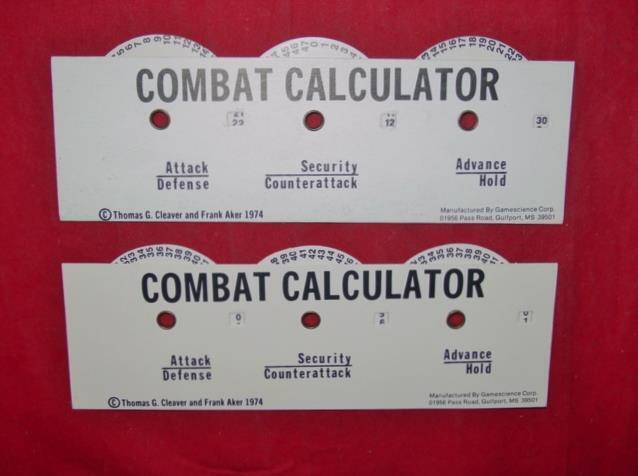 COMBAT CALCULATOR
12
30
Attack
Defense
Security
Counterattack
Advance
Hold
© Thomas G. Cleaver and Frank Aker 1974
Manufactured By Gamescience Corp.
01956 Pass Road, Gulfport, MS 39501
COMBAT CALCULATOR
0
1
Attack
Defense
Security
Counterattack
Advance
Hold
© Thomas G. Cleaver and Frank Aker 1974
Manufactured By Gamescience Corp.
01956 Pass Road, Gulfport, MS 39501